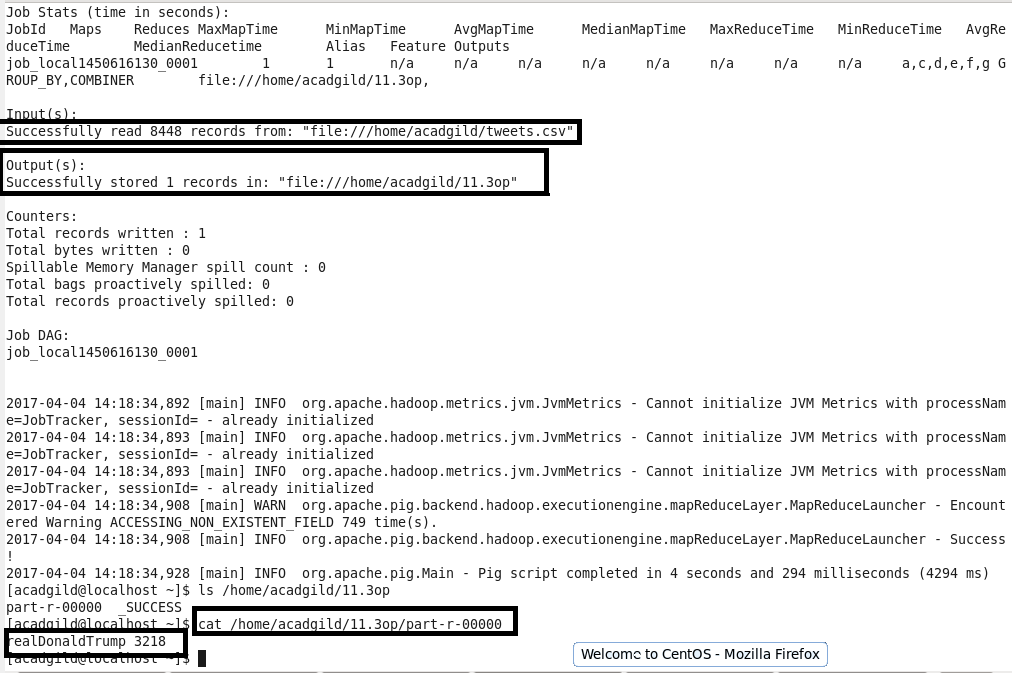 Job Stats (time in seconds):
JobId   Maps    Reduces MaxMapTime      MinMapTime      AvgMapTime      MedianMapTime   MaxReduceTime   MinReduceTime   AvgRe
duceTime        MedianReducetime        Alias   Feature Outputs
job_local1450616130_0001        1       1       n/a     n/a     n/a     n/a     n/a     n/a     n/a     n/a     a,c,d,e,f,g G
ROUP_BY,COMBINER        file:///home/acadgild/11.3op,
Input(s):
Successfully read 8448 records from: "file:///home/acadgild/tweets.csv"
Output(s):
Successfully stored 1 records in: "file:///home/acadgild/11.3op"
Counters:
Total records written : 1
Total bytes written : 0
Spillable Memory Manager spill count : 0
Total bags proactively spilled: 0
Total records proactively spilled: 0
Job DAG:
job_local1450616130_0001
2017-04-04 14:18:34,892 [main] INFO  org.apache.hadoop.metrics.jvm.JvmMetrics - Cannot initialize JVM Metrics with processNam
e=JobTracker, sessionId= - already initialized
2017-04-04 14:18:34,893 [main] INFO  org.apache.hadoop.metrics.jvm.JvmMetrics - Cannot initialize JVM Metrics with processNam
e=JobTracker, sessionId= - already initialized
2017-04-04 14:18:34,893 [main] INFO  org.apache.hadoop.metrics.jvm.JvmMetrics - Cannot initialize JVM Metrics with processNam
e=JobTracker, sessionId= - already initialized
2017-04-04 14:18:34,908 [main] WARN  org.apache.pig.backend.hadoop.executionengine.mapReduceLayer.MapReduceLauncher - Encount
ered Warning ACCESSING_NON_EXISTENT_FIELD 749 time(s).
2017-04-04 14:18:34,908 [main] INFO  org.apache.pig.backend.hadoop.executionengine.mapReduceLayer.MapReduceLauncher - Success
!
2017-04-04 14:18:34,928 [main] INFO  org.apache.pig.Main - Pig script completed in 4 seconds and 294 milliseconds (4294 ms)
[acadgild@localhost ~]$ ls /home/acadgild/11.3op
part-r-00000  _SUCCESS
[acadgild@localhost ~]$ cat /home/acadgild/11.3op/part-r-00000
realDonaldTrump 3218
[acadgild@localhost ~]$
Welcome to CentOS - Mozilla Firefox